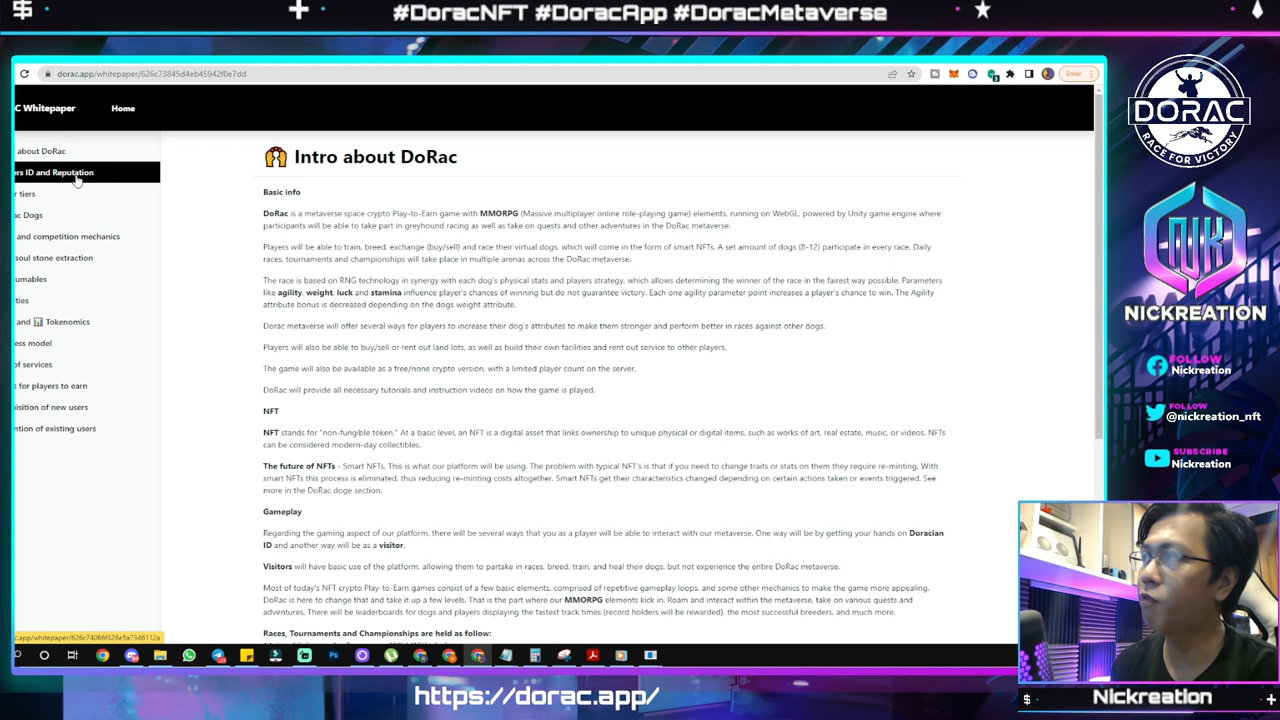 #DoracNFT #DoracApp #DoracMetaverse
dorac.app/whitepaper/626c73845d4eb45942f0e7dd
Error
C Whitepaper
Home
about DoRac
ers ID and Reputation
r tiers
ac Dogs
and competition mechanics
soul stone extraction
umables
ties
and 📊 Tokenomics
ess model
of services
s for players to earn
uisition of new users
ntion of existing users
c.app/whitepaper/626c74066f328e5a7346112a
Intro about DoRac
Basic info
DoRac is a metaverse space crypto Play-to-Earn game with MMORPG (Massive multiplayer online role-playing game) elements, running on WebGL, powered by Unity game engine where
participants will be able to take part in greyhound racing as well as take on quests and other adventures in the DoRac metaverse.
Players will be able to train, breed, exchange (buy/sell) and race their virtual dogs, which will come in the form of smart NFTs. A set amount of dogs (8-12) participate in every race. Daily
races, tournaments and championships will take place in multiple arenas across the DoRac metaverse.
The race is based on RNG technology in synergy with each dog's physical stats and players strategy, which allows determining the winner of the race in the fairest way possible. Parameters
like agility, weight, luck and stamina influence player's chances of winning but do not guarantee victory. Each one agility parameter point increases a player's chance to win. The Agility
attribute bonus is decreased depending on the dogs weight attribute.
Dorac metaverse will offer several ways for players to increase their dog's attributes to make them stronger and perform better in races against other dogs.
Players will also be able to buy/sell or rent out land lots, as well as build their own facilities and rent out service to other players.
The game will also be available as a free/none crypto version, with a limited player count on the server.
DoRac will provide all necessary tutorials and instruction videos on how the game is played.
NFT
NFT stands for "non-fungible token." At a basic level, an NFT is a digital asset that links ownership to unique physical or digital items, such as works of art, real estate, music, or videos. NFTs
can be considered modern-day collectibles.
The future of NFTs - Smart NFTs. This is what our platform will be using. The problem with typical NFT's is that if you need to change traits or stats on them they require re-minting. With
smart NFTs this process is eliminated, thus reducing re-minting costs altogether. Smart NFTs get their characteristics changed depending on certain actions taken or events triggered. See
more in the DoRac doge section.
Gameplay
Regarding the gaming aspect of our platform, there will be several ways that you as a player will be able to interact with our metaverse. One way will be by getting your hands on Doracian
ID and another way will be as a visitor.
Visitors will have basic use of the platform, allowing them to partake in races, breed, train, and heal their dogs, but not experience the entire DoRac metaverse.
Most of today's NFT crypto Play-to-Earn games consist of a few basic elements, comprised of repetitive gameplay loops, and some other mechanics to make the game more appealing.
DoRac is here to change that and take it up a few levels. That is the part where our MMORPG elements kick in. Roam and interact within the metaverse, take on various quests and
adventures. There will be leaderboards for dogs and players displaying the fastest track times (record holders will be rewarded), the most successful breeders, and much more.
Races, Tournaments and Championships are held as follow:
DORAC
RACE FOR VICTORY
NICKREATION
FOLLOW
Nickreation
FOLLOW
@nickreation_nft
SUBSCRIBE
Nickreation
https://dorac.app/
Nickreation